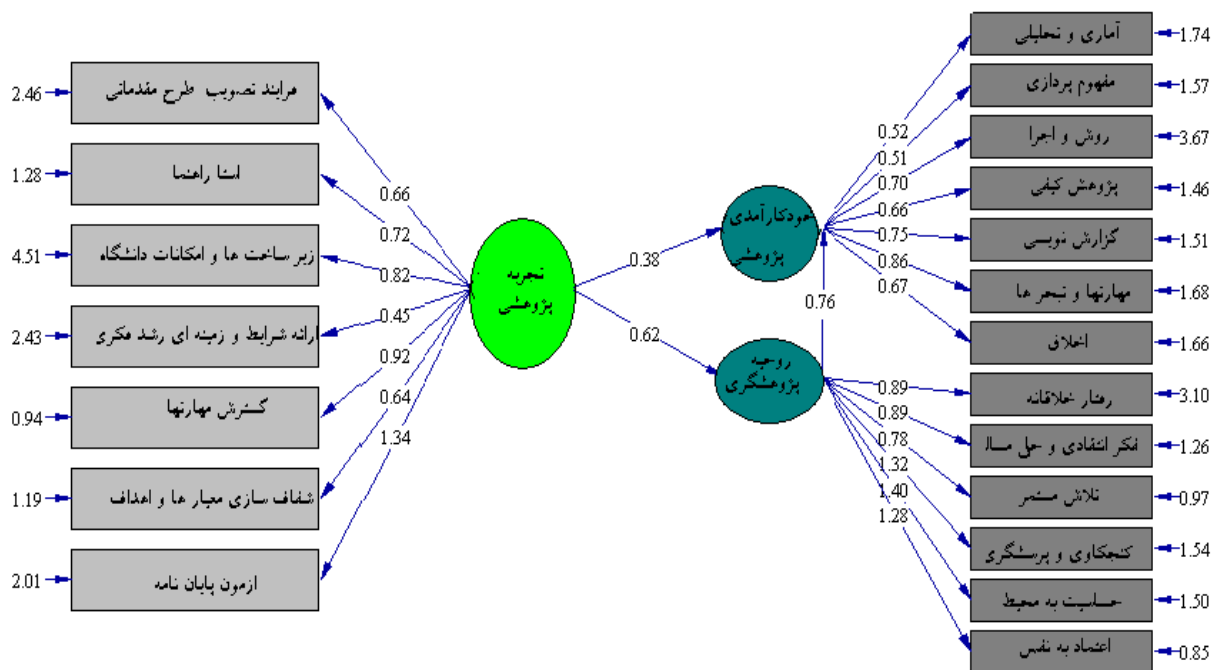 2.46
فرایند تصویب طرح مقدماتی
0.66
1.28
استا راهنما
0.72
4.51
زیر ساخت ها و امکانات دانشگاه
0.82
2.43
ارائه شرایط و زمینه ای رشد فکری
0.45
0.94
گسترش مهارتها
0.92
1.19
شفاف سازی معیار ها و اهداف
0.64
2.01
ازمون پایان نامه
1.34
تجربه
پژوهشی
0.38
0.62
خودکارآمدی
پژوهشی
0.76
روحیه
پژوهشگری
0.52
آماری و تحلیلی
1.74
0.51
مفهوم پردازی
1.57
0.70
روش و اجرا
3.67
0.66
پژوهش کیفی
1.46
0.75
گزارش نویسی
1.51
0.86
مهارتها و تبحر ها
1.68
0.67
اخلاق
1.66
0.89
رفتار خلاقانه
3.10
0.89
فکر انتقادی و حل مسال
1.26
0.78
تلاش مستمر
0.97
1.32
کنجکاوی و پرسشگری
1.54
1.40
حساسیت به محیط
1.50
1.28
اعتماد به نفس
0.85